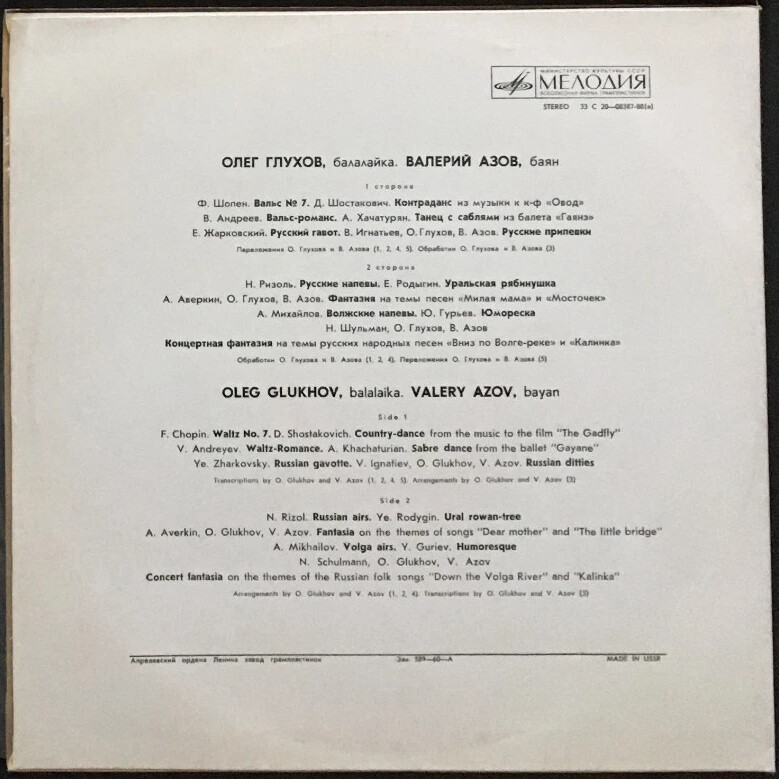 МИНИСТЕРСТВО КУЛЬТУРЫ СССР
МЕЛОДИЯ
ВСЕСОЮЗНАЯ ФИРМА ГРАМПЛАСТИНОК
STEREO 33 С 20—08387-88(а)
ОЛЕГ ГЛУХОВ, балалайка. ВАЛЕРИЙ АЗОВ, баян
1 сторона
Ф. Шопен. Вальс № 7. Д. Шостакович. Контраданс из музыки к к-ф «Овод»
В. Андреев. Вальс-романс. А. Хачатурян. Танец с саблями из балета «Гаянэ»
Е. Жарковский. Русский гавот. В. Игнатьев, О. Глухов, В. Азов. Русские припевки
Переложения О. Глухова и В. Азова (1, 2, 4, 5). Обработки О. Глухова и В. Азова (3)
2 сторона
Н. Ризоль. Русские напевы. Е. Родыгин. Уральская рябинушка
А. Аверкин, О. Глухов, В. Азов. Фантазия на темы песен «Милая мама» и «Мосточек»
А. Михайлов. Волжские напевы. Ю. Гурьев. Юмореска
Н. Шульман, О. Глухов, В. Азов
Концертная фантазия на темы русских народных песен «Вниз по Волге-реке» и «Калинка»
Обработки О. Глухова и В. Азова (1, 2, 4). Переложения О. Глухова и В. Азова (5)
OLEG GLUKHOV, balalaika. VALERY AZOV, bayan
Side 1
F. Chopin. Waltz No. 7. D. Shostakovich. Country-dance from the music to the film "The Gadfly"
V. Andreyev. Waltz-Romance. A. Khachaturian. Sabre dance from the ballet "Gayane"
Ye. Zharkovsky. Russian gavotte. V. Ignatiev, O. Glukhov, V. Azov. Russian ditties
Transcriptions by O. Glukhov and V. Azov (1, 2, 4, 5). Arrangements by O. Glukhov and V. Azov (3)
Side 2
N. Rizol. Russian airs. Ye. Rodygin. Ural rowan-tree
A. Averkin, O. Glukhov, V. Azov. Fantasia on the themes of songs "Dear mother" and "The little bridge"
A. Mikhailov. Volga airs. Y. Guriev. Humoresque
N. Schulmann, O. Glukhov, V. Azov
Concert fantasia on the themes of the Russian folk songs "Down the Volga River" and "Kalinka"
Arrangements by O. Glukhov and V. Azov (1, 2, 4). Transcriptions by O. Glukhov and V. Azov (5)
Апрелевский ордена Ленина завод грампластинок Зак. 589—60—А MADE IN USSR